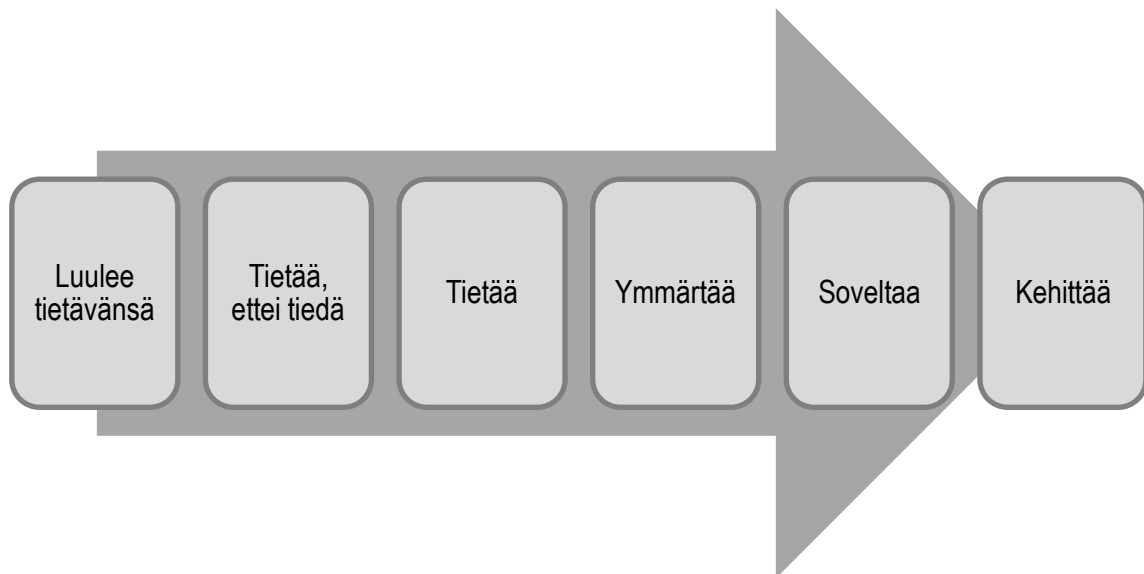 Luulee
tietävänsä
Tietää,
ettei tiedä
Tietää
Ymmärtää
Soveltaa
Kehittää